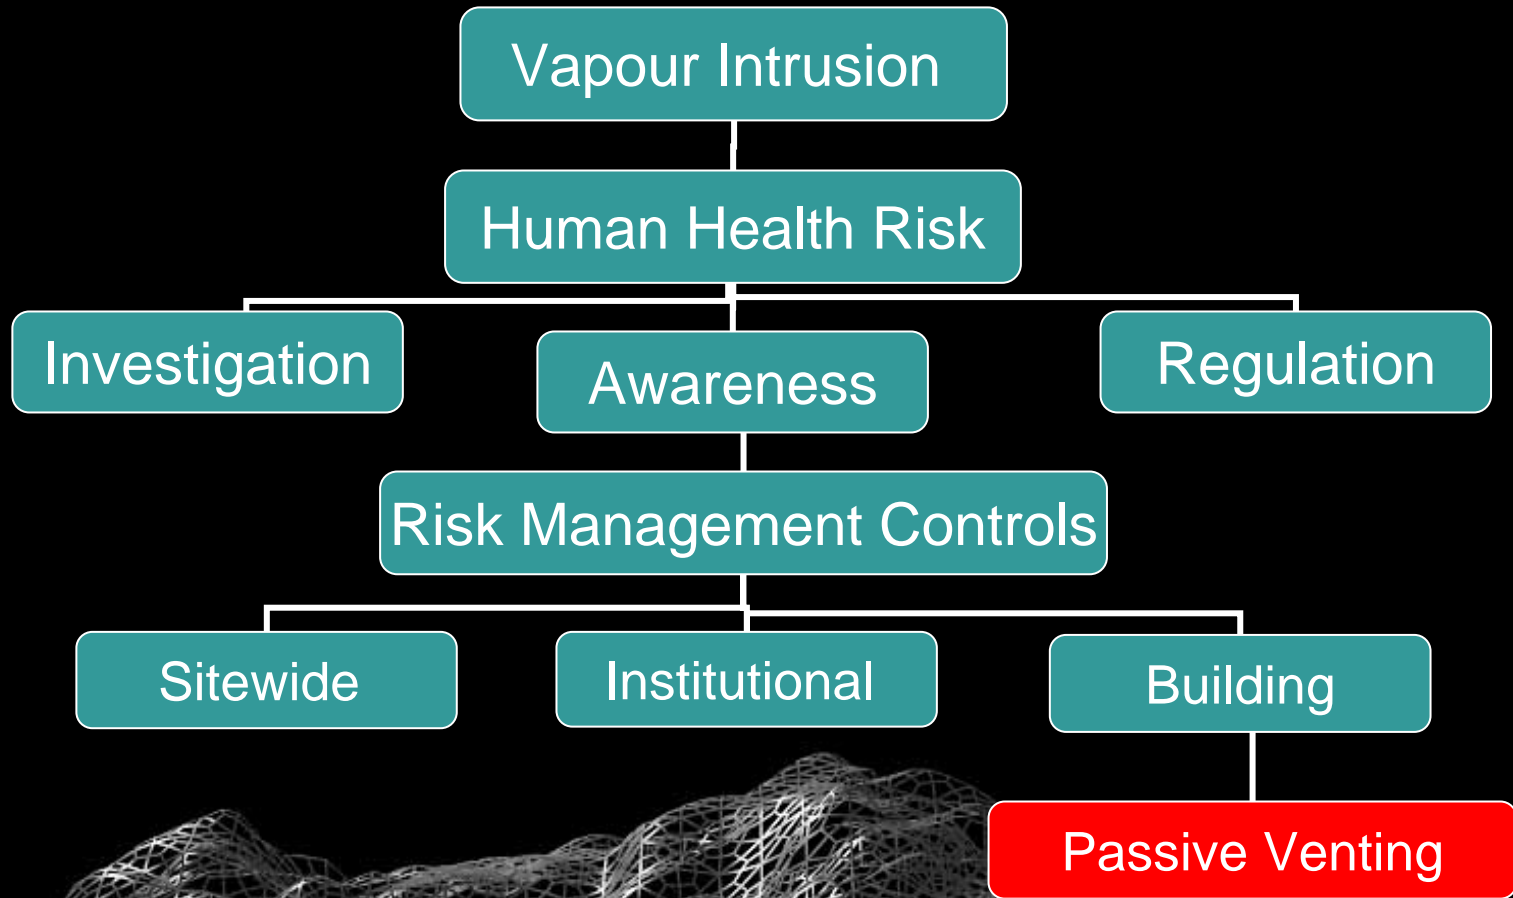 Vapour Intrusion
Human Health Risk
Investigation
Awareness
Regulation
Risk Management Controls
Sitewide
Institutional
Building
Passive Venting